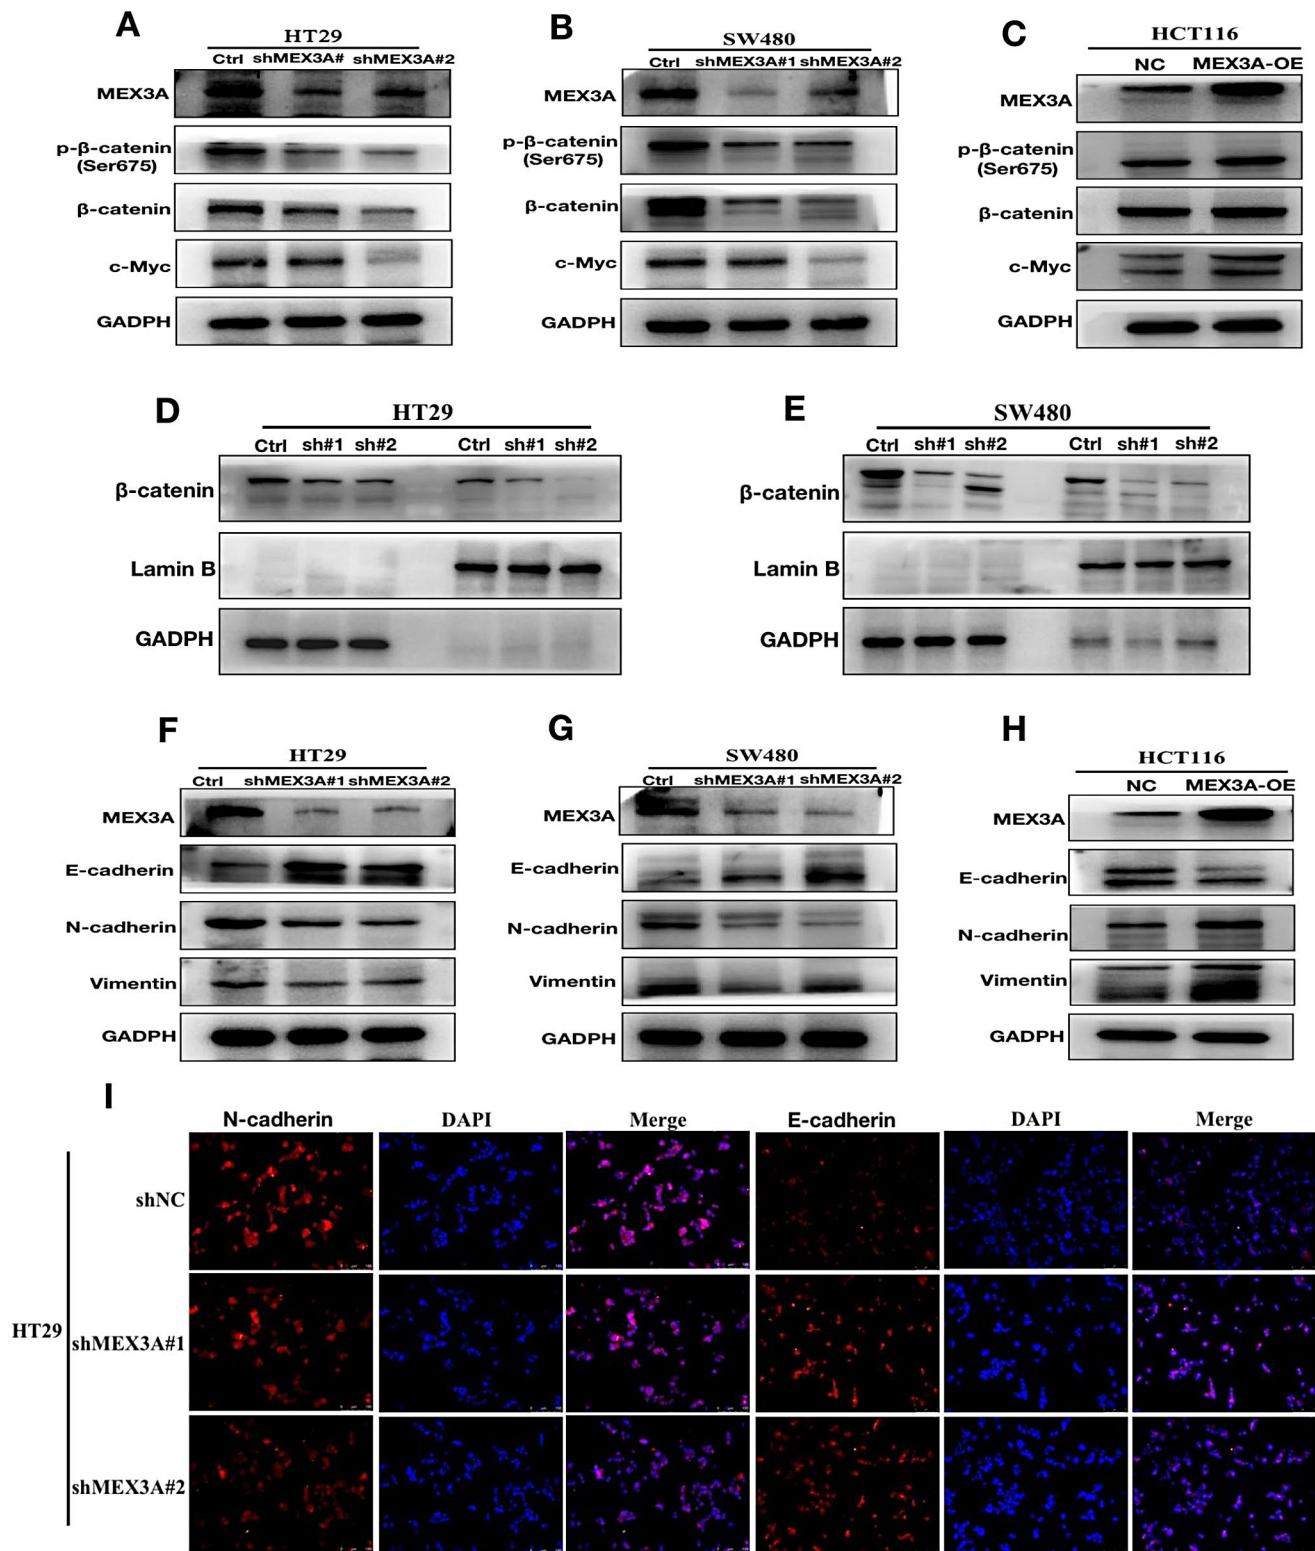 A
HT29
Ctrl shMEX3A# shMEX3A#2
MEX3A
p-β-catenin
(Ser675)
β-catenin
c-Myc
GADPH
B
SW480
Ctrl shMEX3A#1 shMEX3A#2
MEX3A
p-β-catenin
(Ser675)
β-catenin
c-Myc
GADPH
C
HCT116
NC MEX3A-OE
MEX3A
p-β-catenin
(Ser675)
β-catenin
c-Myc
GADPH
D
HT29
Ctrl sh#1 sh#2 Ctrl sh#1 sh#2
β-catenin
Lamin B
GADPH
E
SW480
Ctrl sh#1 sh#2 Ctrl sh#1 sh#2
β-catenin
Lamin B
GADPH
F
HT29
Ctrl shMEX3A#1 shMEX3A#2
MEX3A
E-cadherin
N-cadherin
Vimentin
GADPH
G
SW480
Ctrl shMEX3A#1 shMEX3A#2
MEX3A
E-cadherin
N-cadherin
Vimentin
GADPH
H
HCT116
NC MEX3A-OE
MEX3A
E-cadherin
N-cadherin
Vimentin
GADPH
I
N-cadherin DAPI Merge E-cadherin DAPI Merge
shNC
HT29
shMEX3A#1
shMEX3A#2